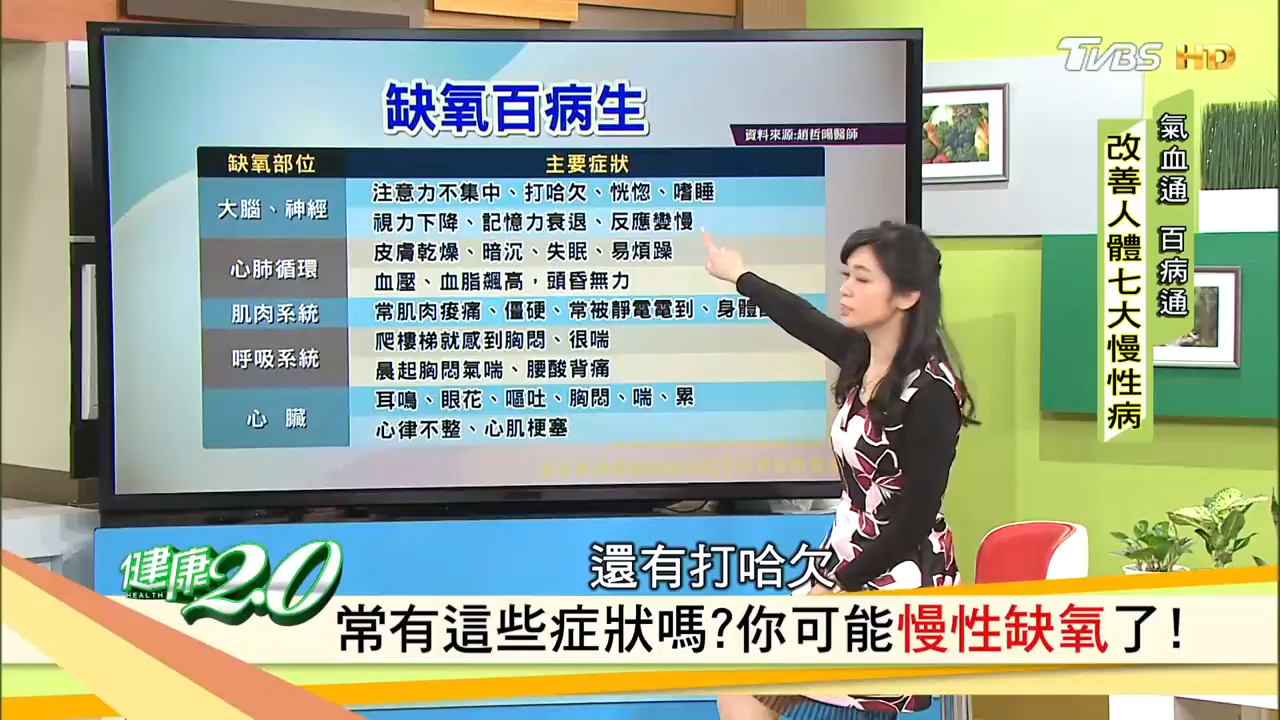 TVBS HD
氣血通 百病通
改善人體七大慢性病
缺氧百病生
資料來源:趙哲暘醫師
缺氧部位 主要症狀
大腦、神經
注意力不集中、打哈欠、恍惚、嗜睡
視力下降、記憶力衰退、反應變慢
心肺循環
皮膚乾燥、暗沉、失眠、易煩躁
血壓、血脂飆高，頭昏無力
肌肉系統
常肌肉痠痛、僵硬、常被靜電電到、身體
呼吸系統
爬樓梯就感到胸悶、很喘
晨起胸悶氣喘、腰酸背痛
心 臟
耳鳴、眼花、嘔吐、胸悶、喘、累
心律不整、心肌梗塞
健康2.0
HEALTH
還有打哈欠
常有這些症狀嗎?你可能慢性缺氧了!